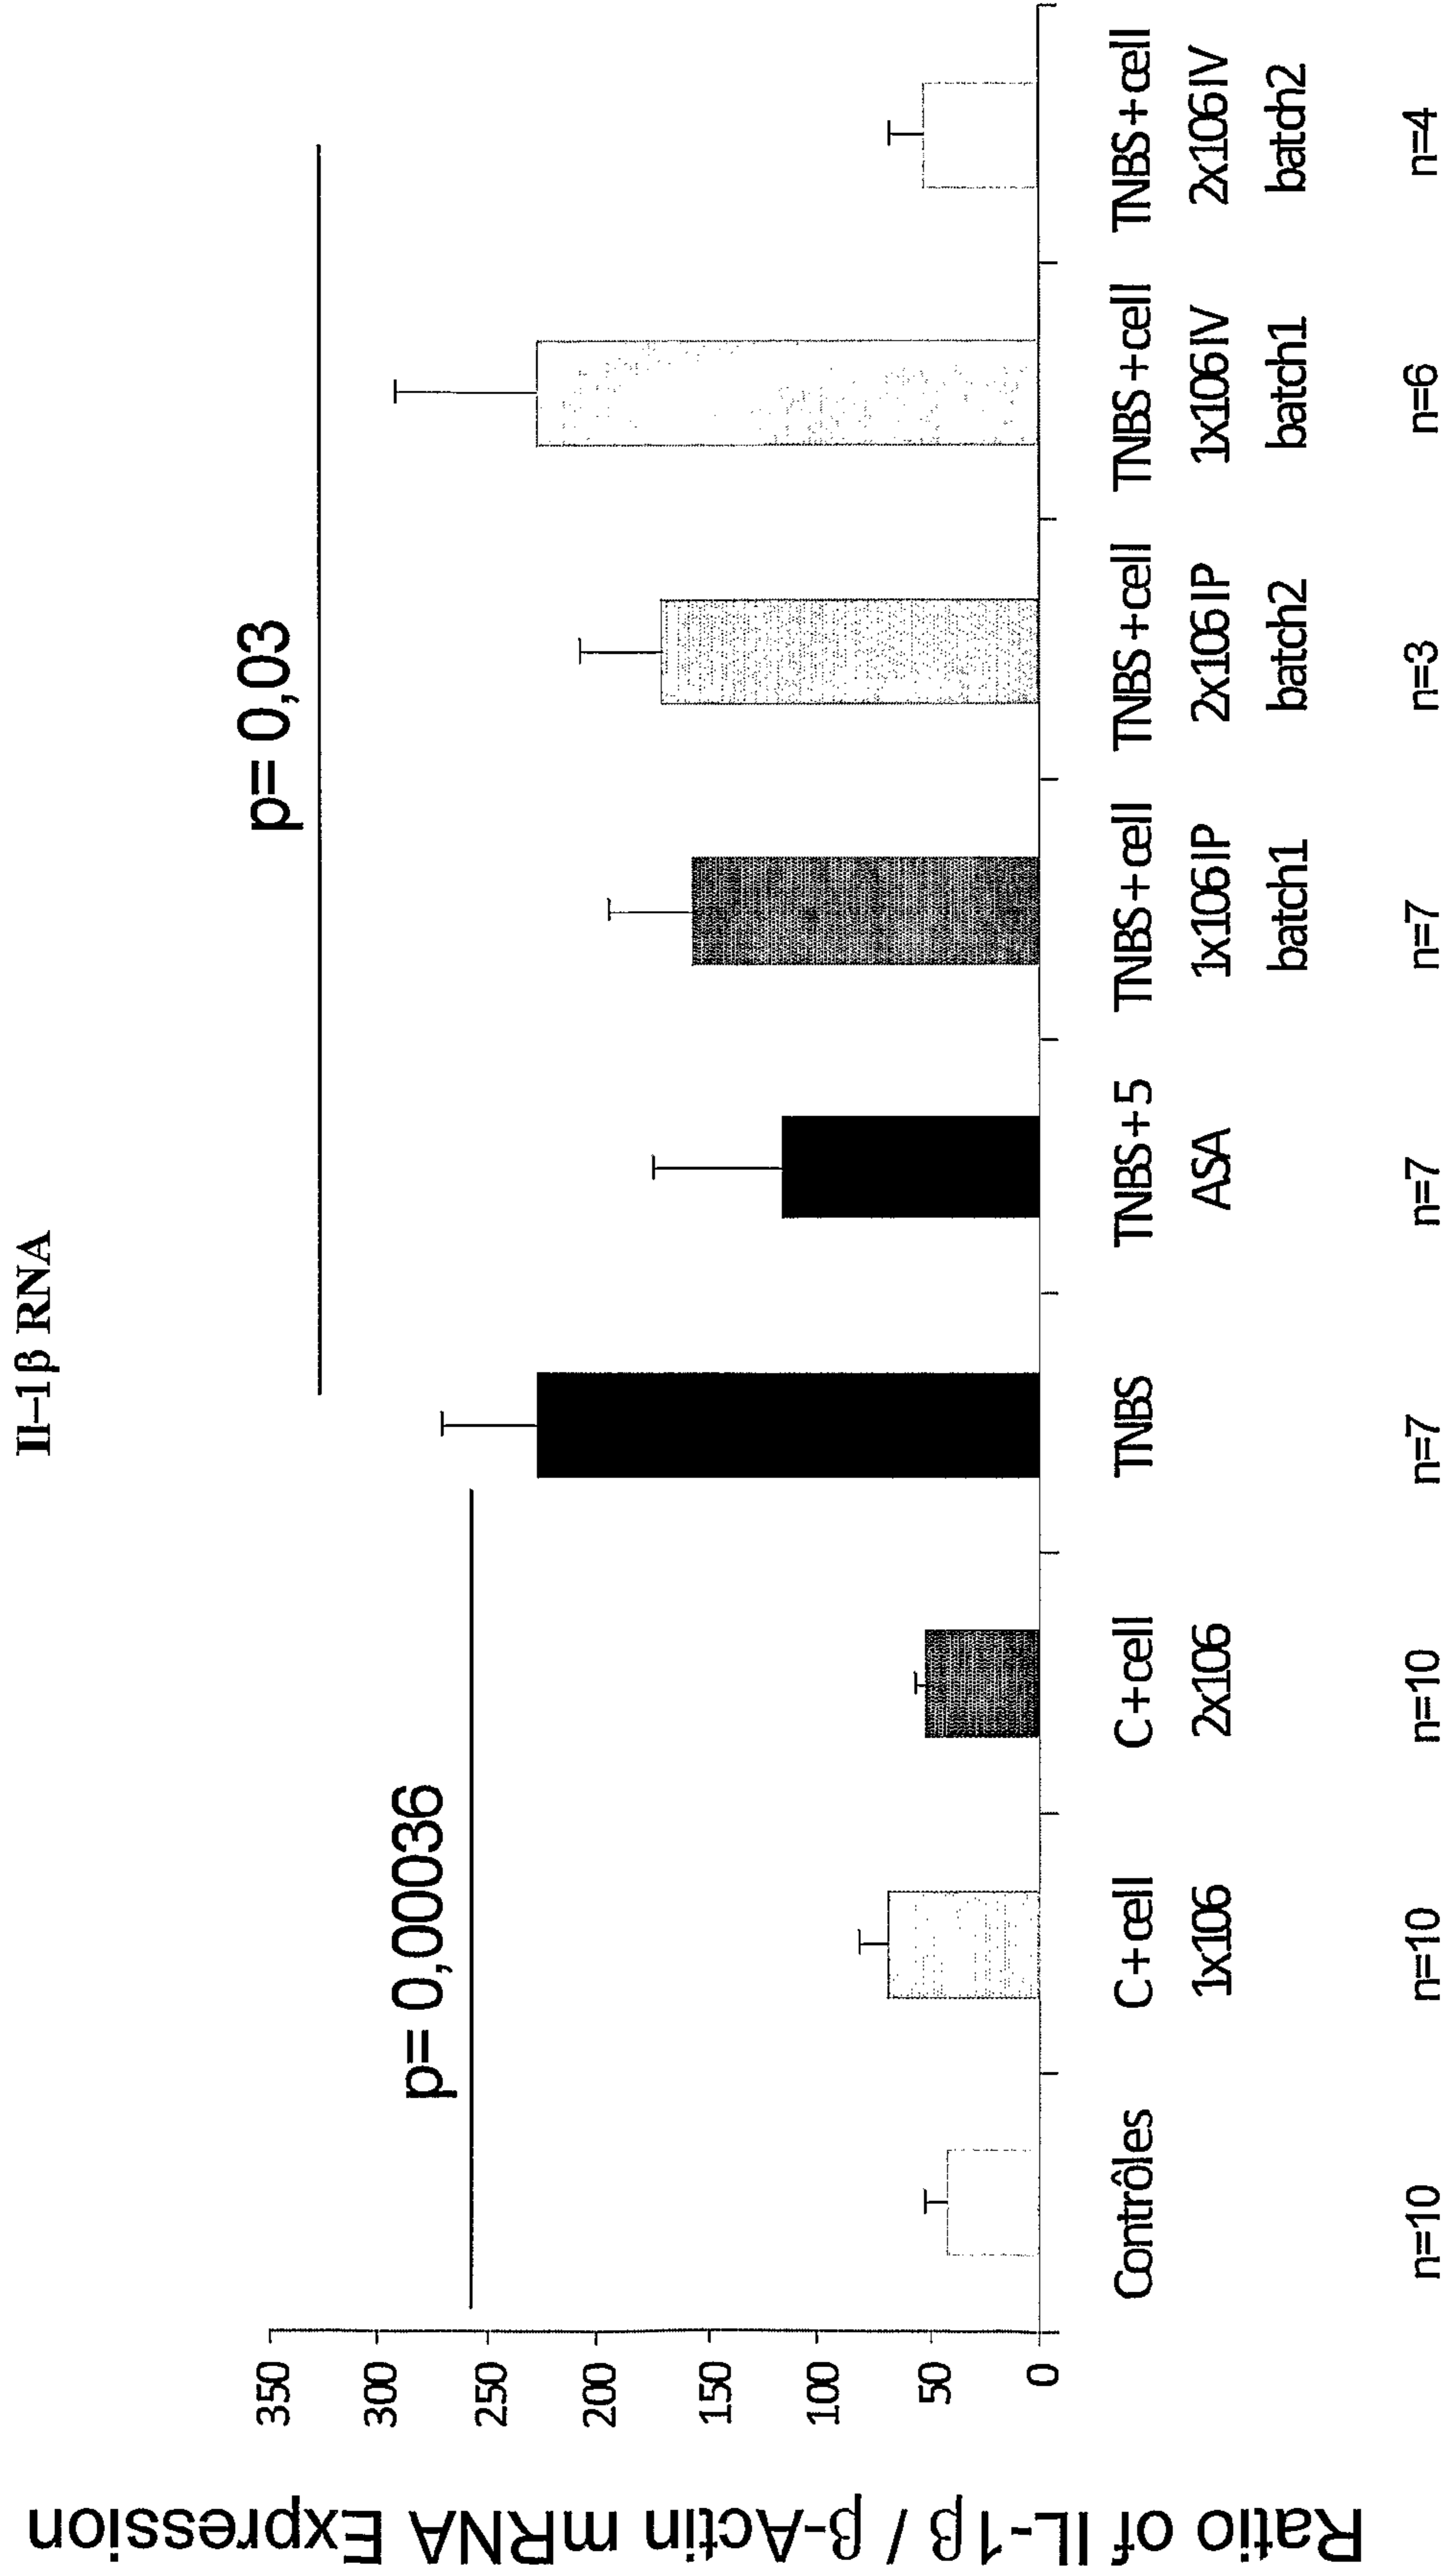 Il–1β RNA
Ratio of IL-1β / β-Actin mRNA Expression
350
300
250
200
150
100
50
0
p= 0,00036
p= 0,03
Contrôles
n=10
C+cell
1x106
n=10
C+cell
2x106
n=10
TNBS
n=7
TNBS+5
ASA
n=7
TNBS+cell
1x106IP
batch1
n=7
TNBS+cell
2x106IP
batch2
n=3
TNBS+cell
1x106IV
batch1
n=6
TNBS+cell
2x106IV
batch2
n=4